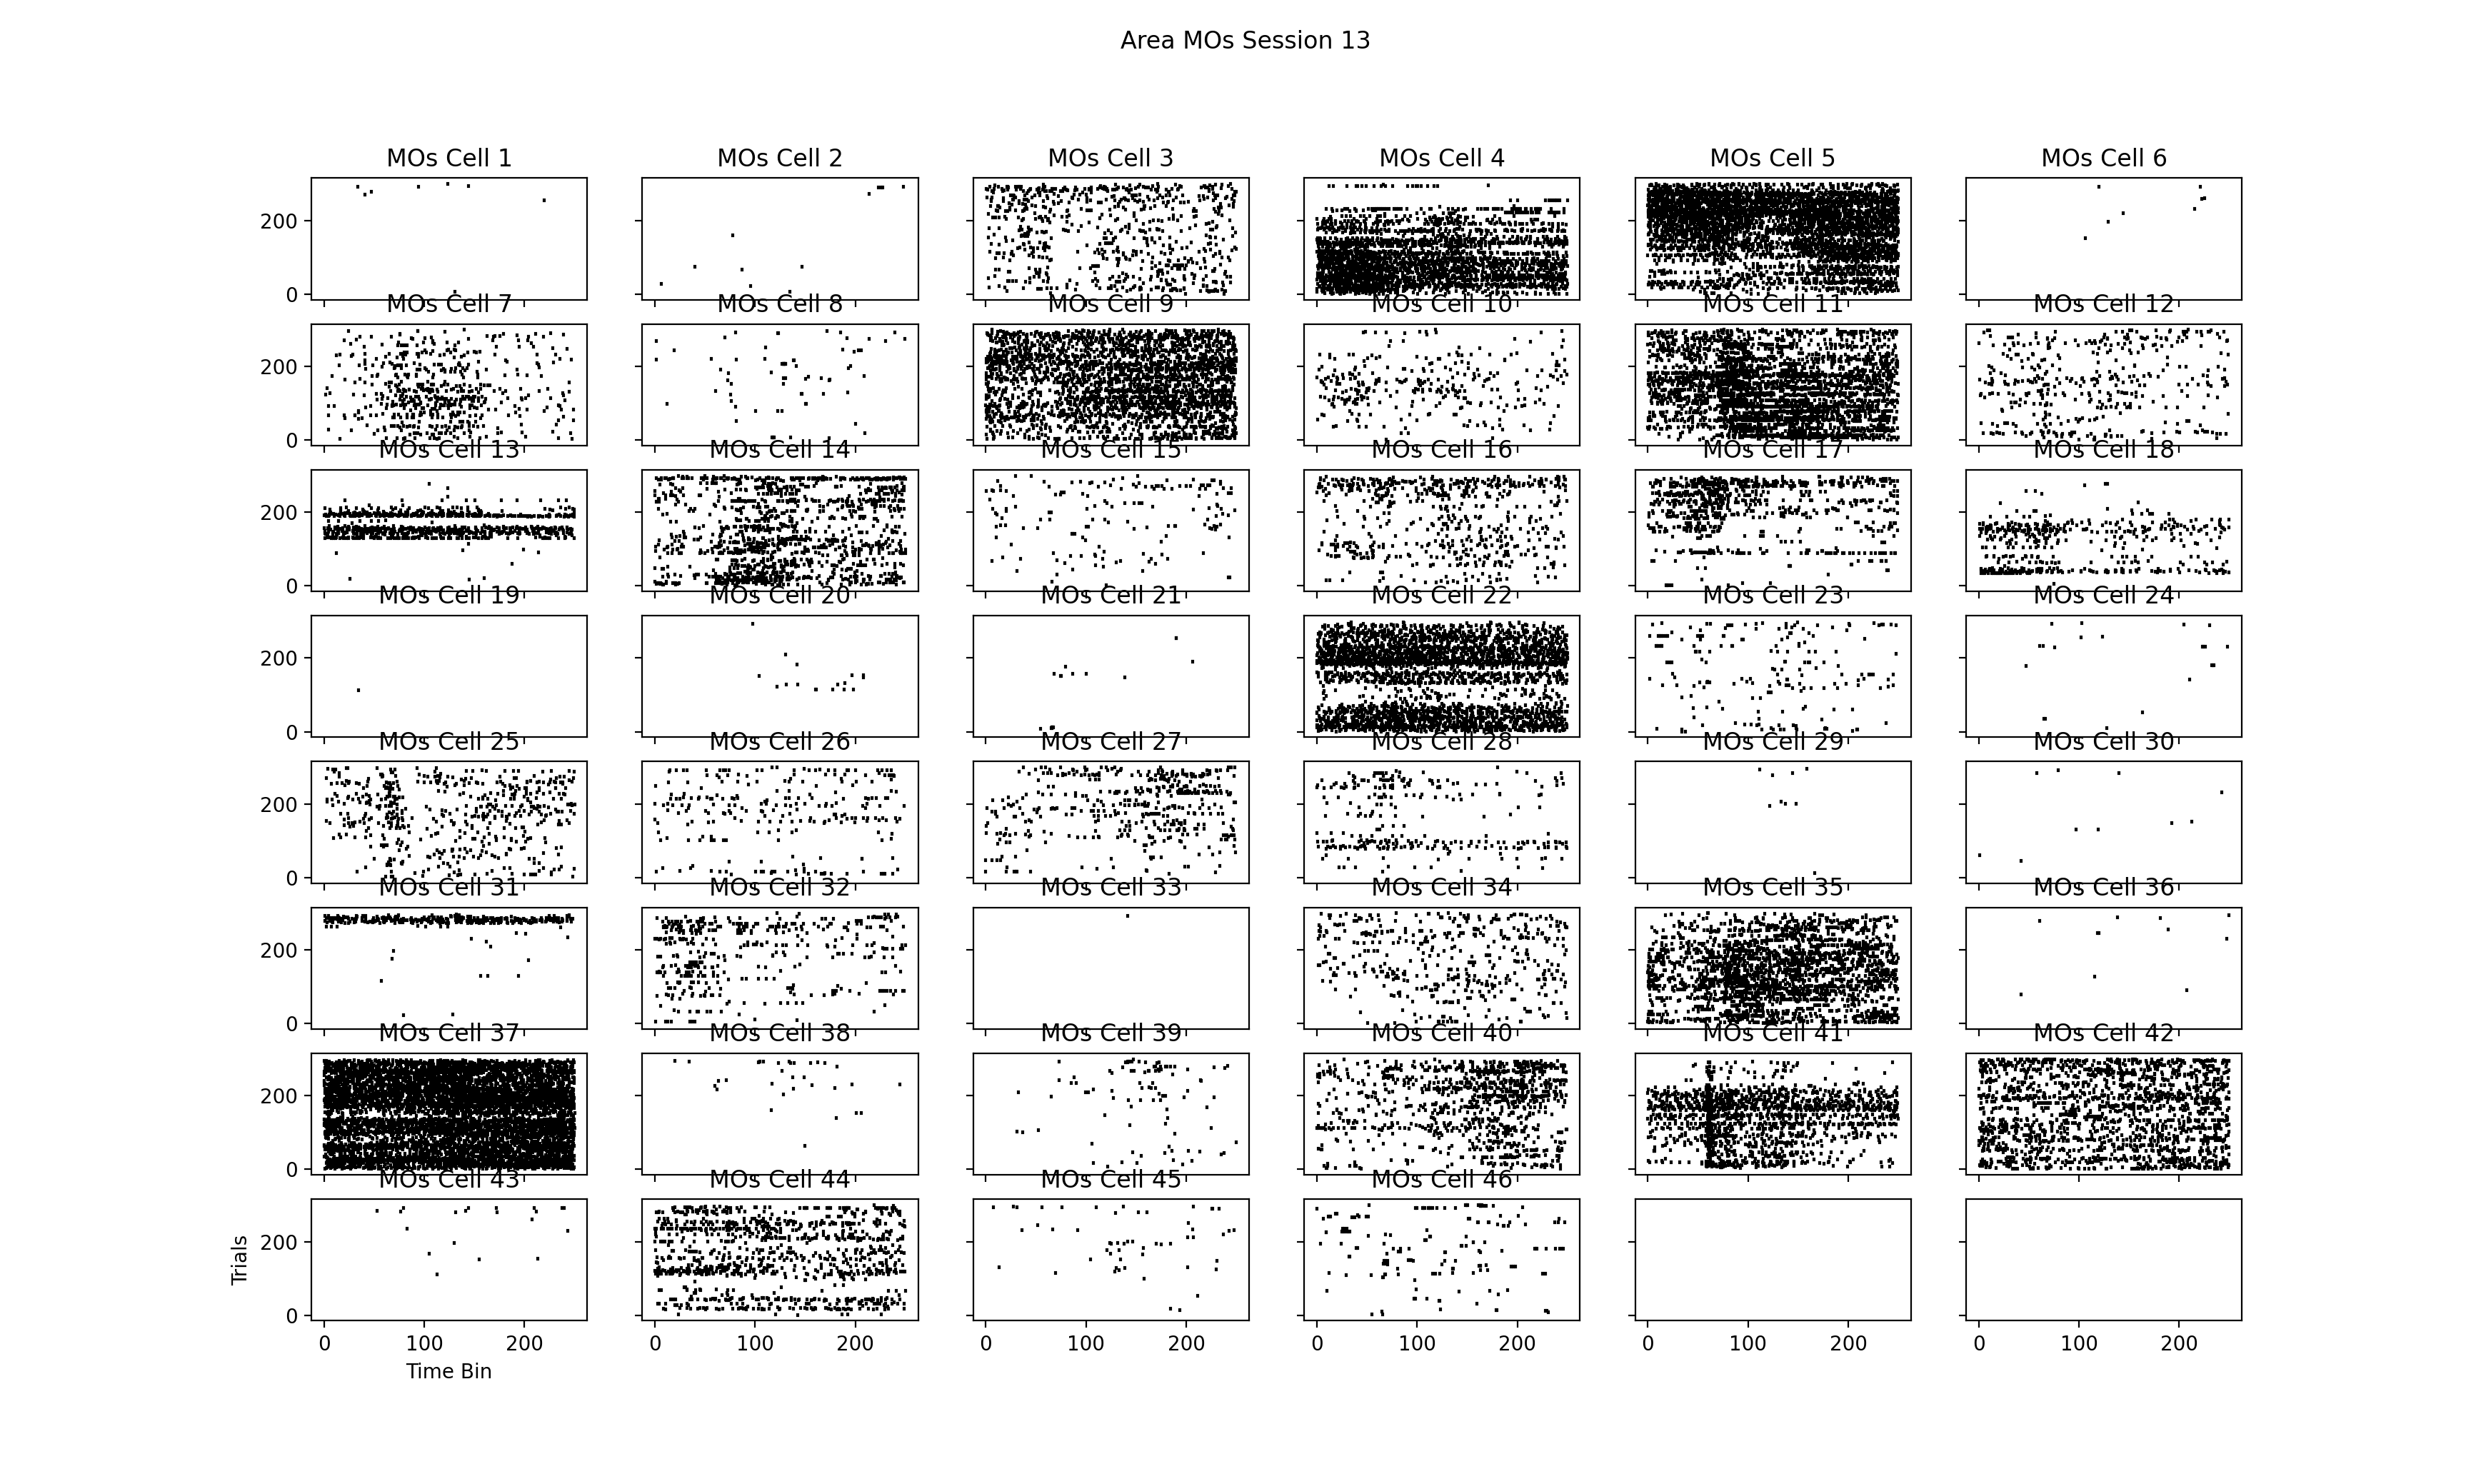 Area MOs Session 13
MOs Cell 1 MOs Cell 2 MOs Cell 3 MOs Cell 4 MOs Cell 5 MOs Cell 6
200
0
MOs Cell 7 MOs Cell 8 MOs Cell 9 MOs Cell 10 MOs Cell 11 MOs Cell 12
200
0
MOs Cell 13 MOs Cell 14 MOs Cell 15 MOs Cell 16 MOs Cell 17 MOs Cell 18
200
0
MOs Cell 19 MOs Cell 20 MOs Cell 21 MOs Cell 22 MOs Cell 23 MOs Cell 24
200
0
MOs Cell 25 MOs Cell 26 MOs Cell 27 MOs Cell 28 MOs Cell 29 MOs Cell 30
200
0
MOs Cell 31 MOs Cell 32 MOs Cell 33 MOs Cell 34 MOs Cell 35 MOs Cell 36
200
0
MOs Cell 37 MOs Cell 38 MOs Cell 39 MOs Cell 40 MOs Cell 41 MOs Cell 42
200
0
MOs Cell 43 MOs Cell 44 MOs Cell 45 MOs Cell 46
200
Trials
0
0 100 200 0 100 200 0 100 200 0 100 200 0 100 200 0 100 200
Time Bin